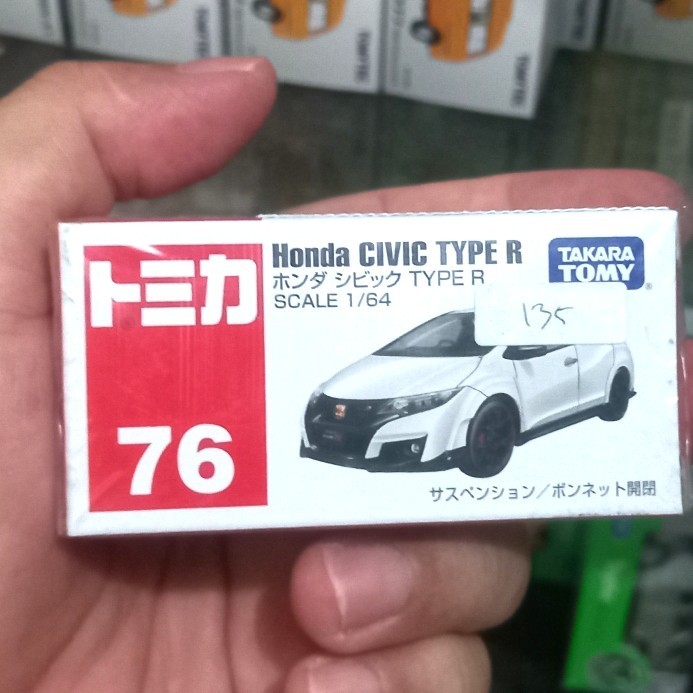 トミカ
76
Honda CIVIC TYPE R
ホンダ シビック TYPE R
SCALE 1/64
TAKARA
TOMY
135
サスペンション/ボンネット開閉